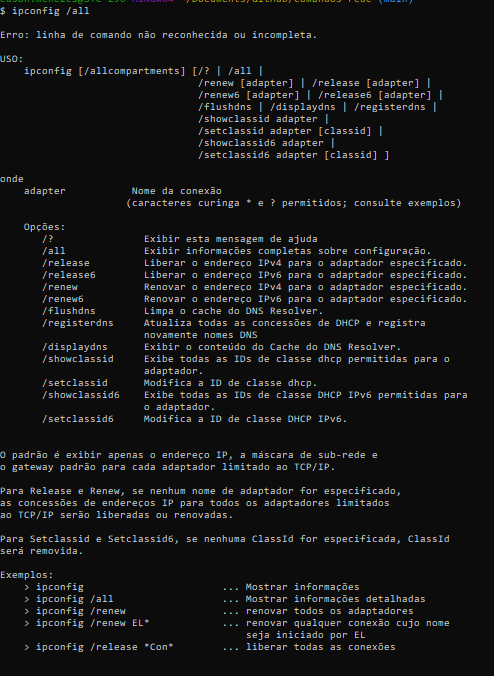 $ ipconfig /all
Erro: linha de comando não reconhecida ou incompleta.
USO:
ipconfig [/allcompartments] [/? | /all |
/renew [adapter] | /release [adapter] |
/renew6 [adapter] | /release6 [adapter] |
/flushdns | /displaydns | /registerdns |
/showclassid adapter |
/setclassid adapter [classid] |
/showclassid6 adapter |
/setclassid6 adapter [classid] ]
onde
adapter Nome da conexão
(caracteres curinga * e ? permitidos; consulte exemplos)
Opções:
/? Exibir esta mensagem de ajuda
/all Exibir informações completas sobre configuração.
/release Liberar o endereço IPv4 para o adaptador especificado.
/release6 Liberar o endereço IPv6 para o adaptador especificado.
/renew Renovar o endereço IPv4 para o adaptador especificado.
/renew6 Renovar o endereço IPv6 para o adaptador especificado.
/flushdns Limpa o cache do DNS Resolver.
/registerdns Atualiza todas as concessões de DHCP e registra
novamente nomes DNS
/displaydns Exibir o conteúdo do Cache do DNS Resolver.
/showclassid Exibe todas as IDs de classe dhcp permitidas para o
adaptador.
/setclassid Modifica a ID de classe dhcp.
/showclassid6 Exibe todas as IDs de classe DHCP IPv6 permitidas para
o adaptador.
/setclassid6 Modifica a ID de classe DHCP IPv6.
O padrão é exibir apenas o endereço IP, a máscara de sub-rede e
o gateway padrão para cada adaptador limitado ao TCP/IP.
Para Release e Renew, se nenhum nome de adaptador for especificado,
as concessões de endereços IP para todos os adaptadores limitados
ao TCP/IP serão liberadas ou renovadas.
Para Setclassid e Setclassid6, se nenhuma ClassId for especificada, ClassId
será removida.
Exemplos:
> ipconfig ... Mostrar informações
> ipconfig /all ... Mostrar informações detalhadas
> ipconfig /renew ... renovar todos os adaptadores
> ipconfig /renew EL* ... renovar qualquer conexão cujo nome
seja iniciado por EL
> ipconfig /release *Con* ... liberar todas as conexões